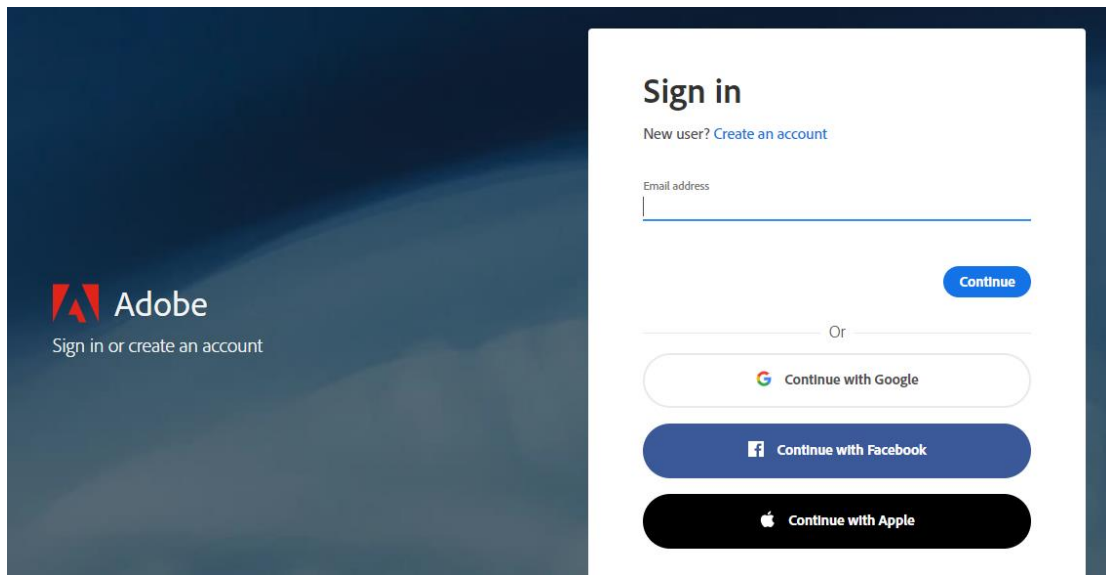 Sign in
New user? Create an account
Email address
Continue
Or
Continue with Google
Continue with Facebook
Continue with Apple
Adobe
Sign in or create an account